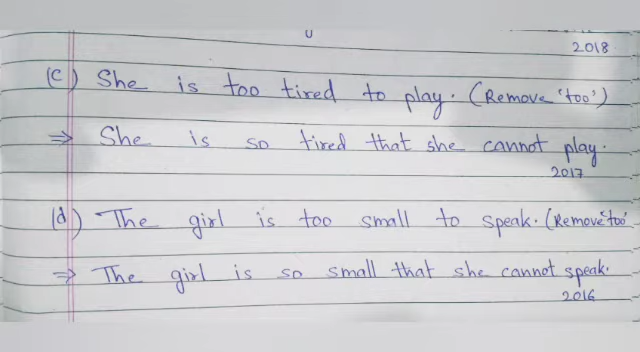 2018
(c) She is too tired to play. (Remove 'too')
⇒ She is so tired that she cannot play.
2017
(d) The girl is too small to speak. (Remove 'too'
⇒ The girl is so small that she cannot speak.
2016